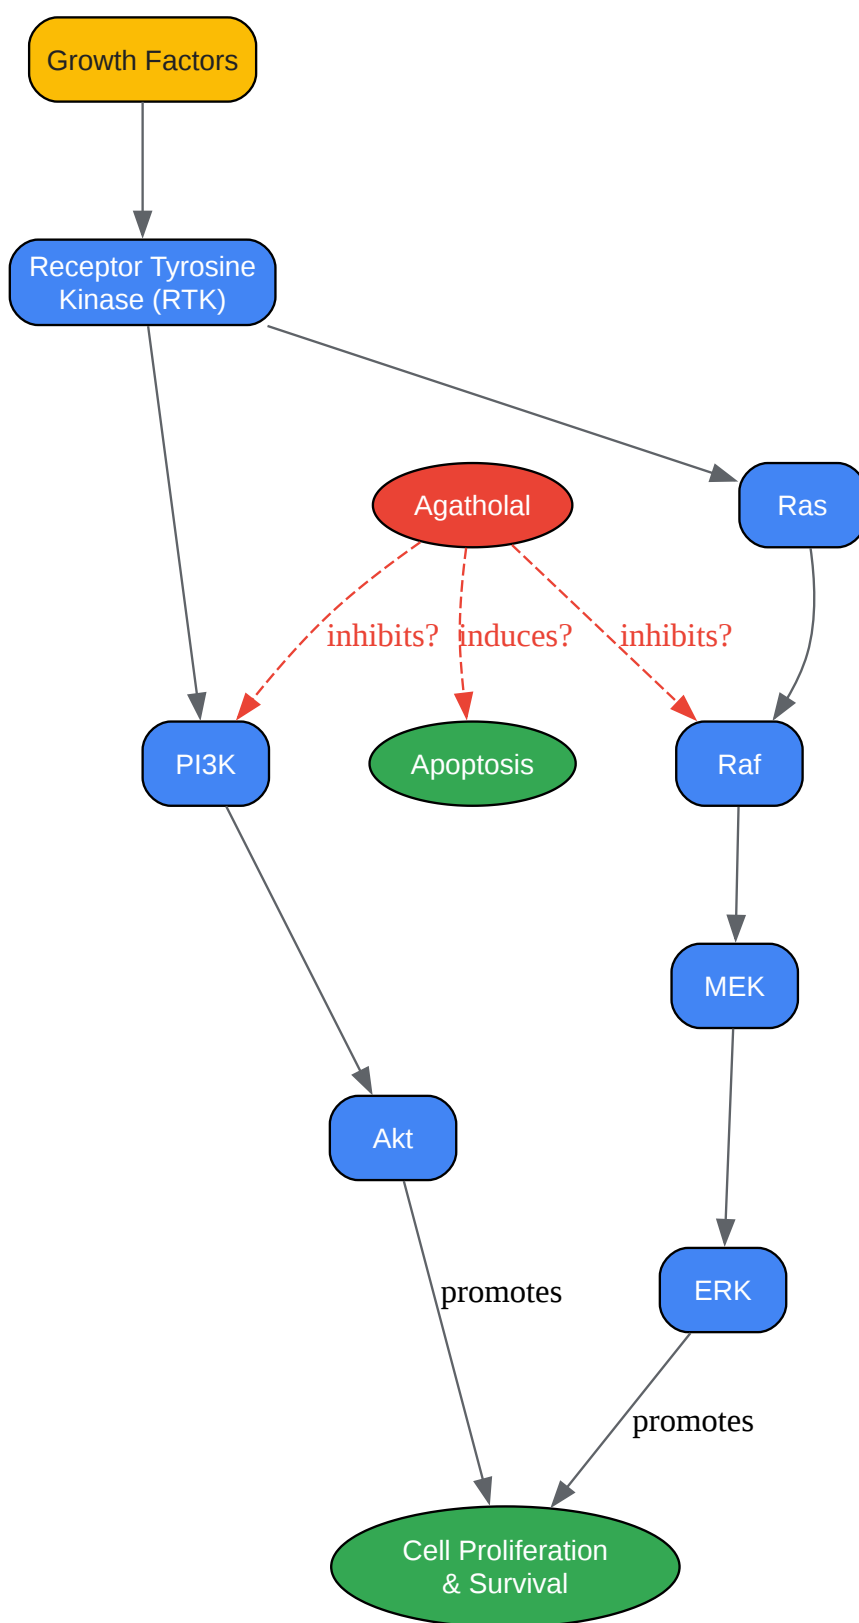 Growth Factors
Receptor Tyrosine
Kinase (RTK)
Agatholal
Ras
inhibits?
induces?
inhibits?
PI3K
Apoptosis
Raf
MEK
Akt
promotes
ERK
promotes
Cell Proliferation
& Survival